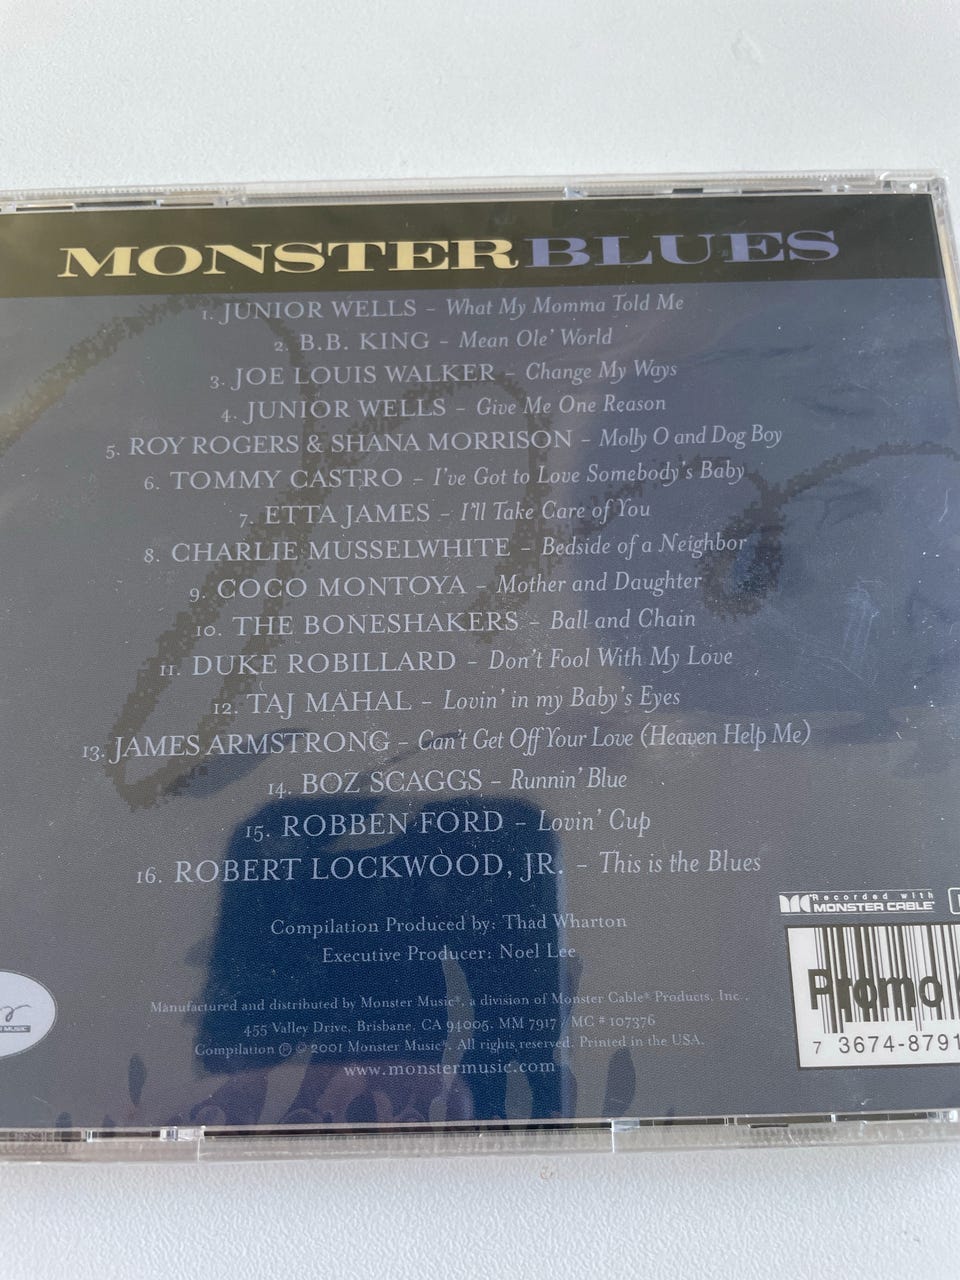 MONSTERBLUES
1. JUNIOR WELLS – What My Momma Told Me
2. B.B. KING – Mean Ole' World
3. JOE LOUIS WALKER – Change My Ways
4. JUNIOR WELLS – Give Me One Reason
5. ROY ROGERS & SHANA MORRISON – Molly O and Dog Boy
6. TOMMY CASTRO – I've Got to Love Somebody's Baby
7. ETTA JAMES – I'll Take Care of You
8. CHARLIE MUSSELWHITE – Bedside of a Neighbor
9. COCO MONTOYA – Mother and Daughter
10. THE BONESHAKERS – Ball and Chain
11. DUKE ROBILLARD – Don't Fool With My Love
12. TAJ MAHAL – Lovin' in my Baby's Eyes
13. JAMES ARMSTRONG – Can't Get Off Your Love (Heaven Help Me)
14. BOZ SCAGGS – Runnin' Blue
15. ROBBEN FORD – Lovin' Cup
16. ROBERT LOCKWOOD, JR. – This is the Blues
Recorded with
MONSTER CABLE®
Compilation Produced by: Thad Wharton
Executive Producer: Noel Lee
Manufactured and distributed by Monster Music®, a division of Monster Cable® Products, Inc.,
455 Valley Drive, Brisbane, CA 94005. MM 7917 / MC # 107376
Compilation ℗ © 2001 Monster Music®. All rights reserved. Printed in the USA.
www.monstermusic.com
Promo
7 3674-8791
MUSIC